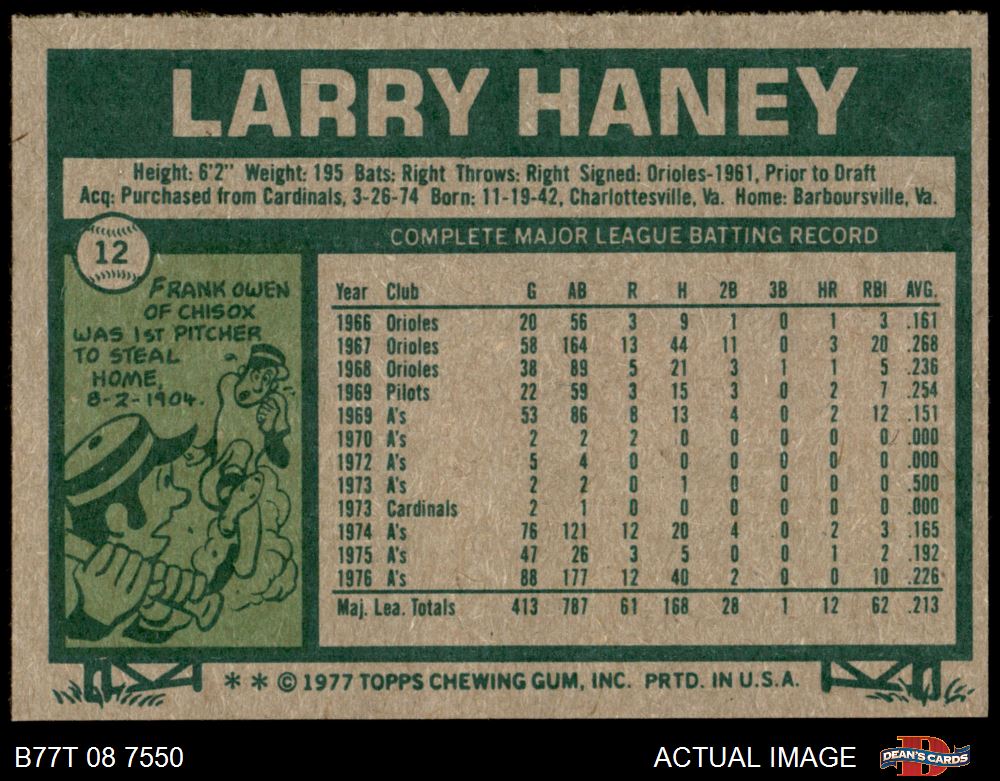 LARRY HANEY
Height: 6'2" Weight: 195 Bats: Right Throws: Right Signed: Orioles-1961, Prior to Draft
Acq: Purchased from Cardinals, 3-26-74 Born: 11-19-42, Charlottesville, Va. Home: Barboursville, Va.
12
FRANK OWEN
OF CHISOX
WAS 1ST PITCHER
TO STEAL
HOME,
8-2-1904.
COMPLETE MAJOR LEAGUE BATTING RECORD
Year Club G AB R H 2B 3B HR RBI AVG.
1966 Orioles 20 56 3 9 1 0 1 3 .161
1967 Orioles 58 164 13 44 11 0 3 20 .268
1968 Orioles 38 89 5 21 3 1 1 5 .236
1969 Pilots 22 59 3 15 3 0 2 7 .254
1969 A's 53 86 8 13 4 0 2 12 .151
1970 A's 2 2 2 0 0 0 0 0 .000
1972 A's 5 4 0 0 0 0 0 0 .000
1973 A's 2 2 0 1 0 0 0 0 .500
1973 Cardinals 2 1 0 0 0 0 0 0 .000
1974 A's 76 121 12 20 4 0 2 3 .165
1975 A's 47 26 3 5 0 0 1 2 .192
1976 A's 88 177 12 40 2 0 0 10 .226
Maj. Lea. Totals 413 787 61 168 28 1 12 62 .213
* * © 1977 TOPPS CHEWING GUM, INC. PRTD. IN U.S.A.
B77T 08 7550
ACTUAL IMAGE
D
DEAN'S CARDS